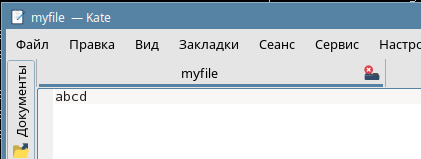 myfile — Kate
Файл Правка Вид Закладки Сеанс Сервис Настро
myfile
abcd
Документы